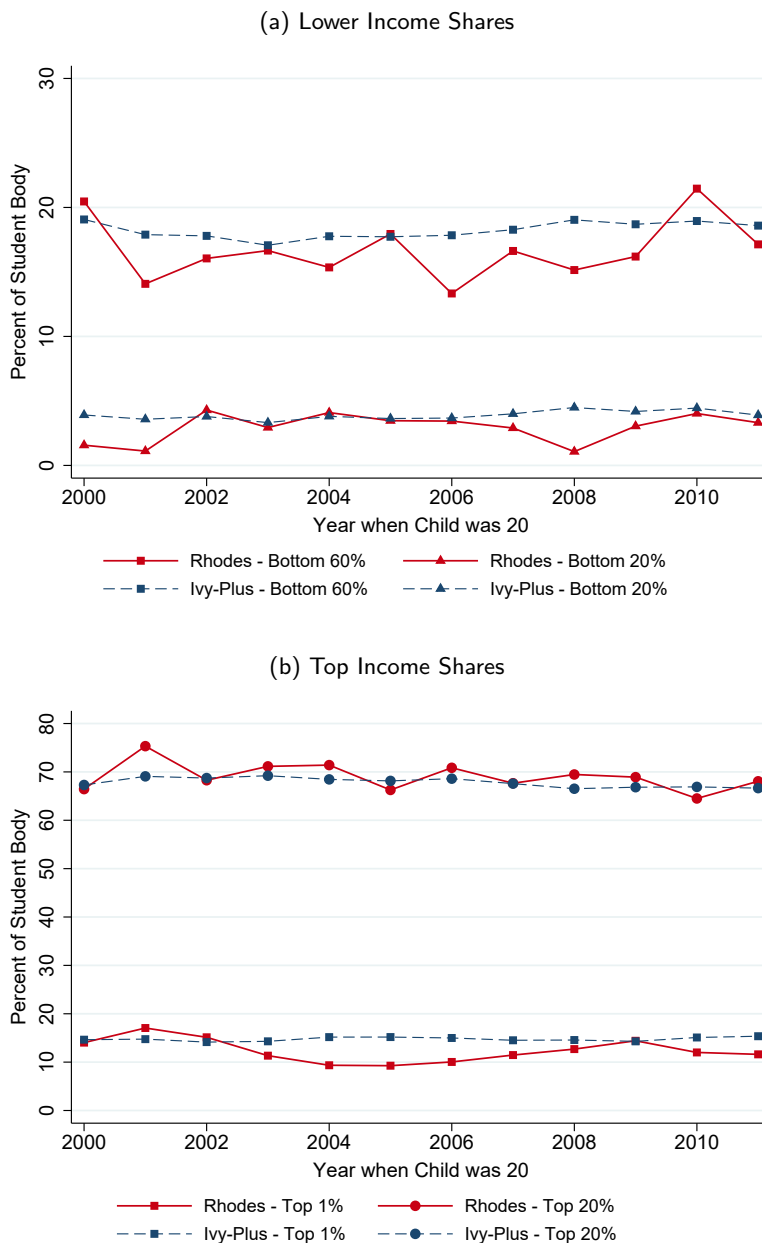 (a) Lower Income Shares
Percent of Student Body
30
20
10
0
2000 2002 2004 2006 2008 2010
Year when Child was 20
Rhodes - Bottom 60% Rhodes - Bottom 20%
Ivy-Plus - Bottom 60% Ivy-Plus - Bottom 20%
(b) Top Income Shares
Percent of Student Body
80
70
60
50
40
30
20
10
0
2000 2002 2004 2006 2008 2010
Year when Child was 20
Rhodes - Top 1% Rhodes - Top 20%
Ivy-Plus - Top 1% Ivy-Plus - Top 20%